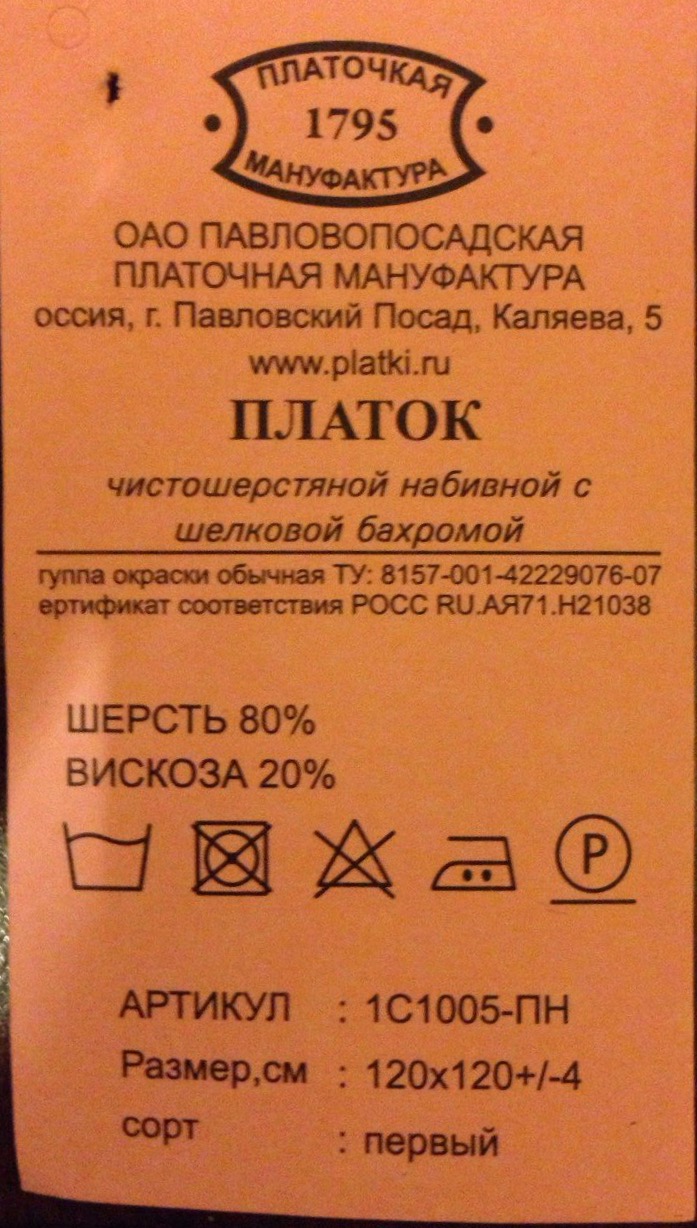 ПЛАТОЧКАЯ
1795
МАНУФАКТУРА
ОАО ПАВЛОВОПОСАДСКАЯ
ПЛАТОЧНАЯ МАНУФАКТУРА
оссия, г. Павловский Посад, Каляева, 5
www.platki.ru
ПЛАТОК
чистошерстяной набивной с
шелковой бахромой
гуппа окраски обычная ТУ: 8157-001-42229076-07
ертификат соответствия РОСС RU.АЯ71.Н21038
ШЕРСТЬ 80%
ВИСКОЗА 20%
P
АРТИКУЛ : 1С1005-ПН
Размер,см : 120х120+/-4
сорт : первый